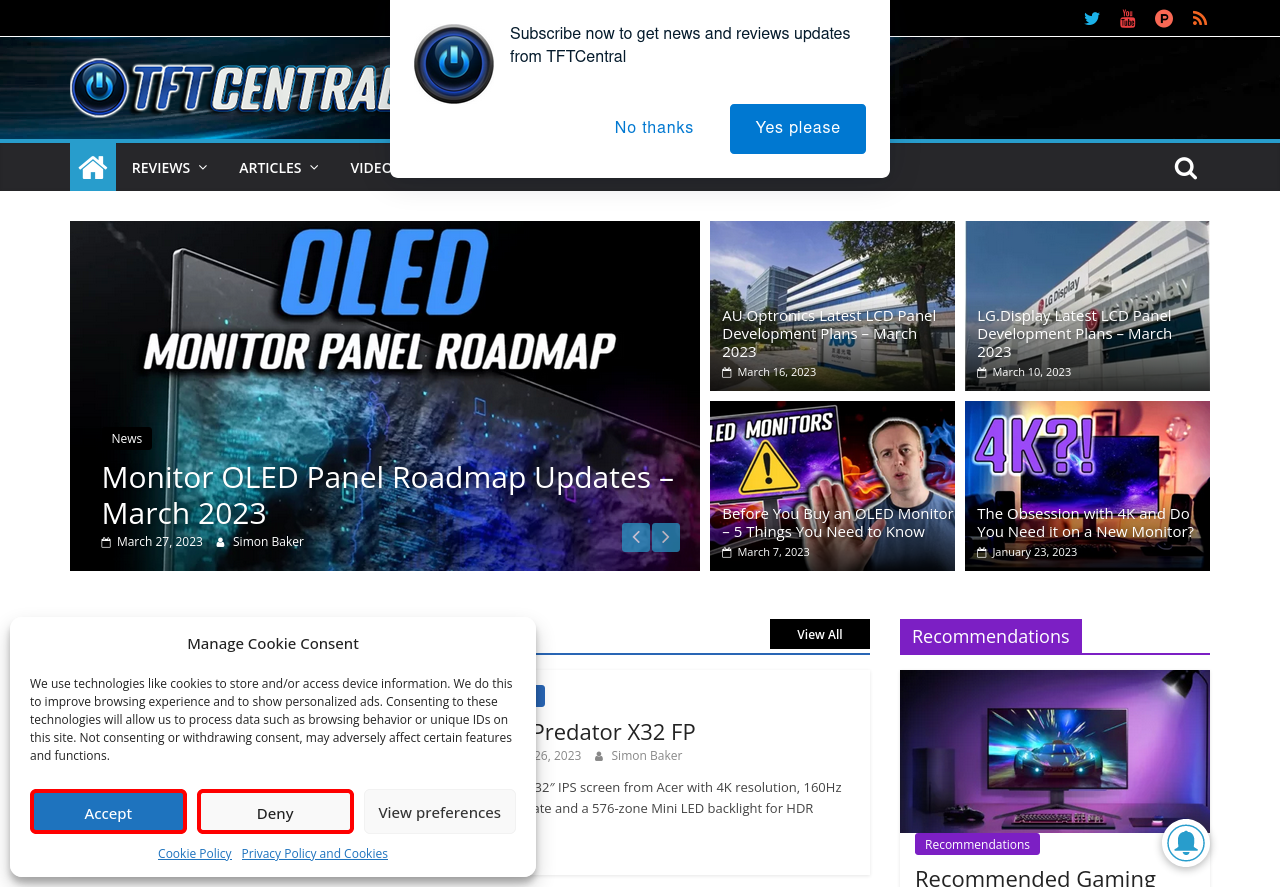 Subscribe now to get news and reviews updates
from TFTCentral
No thanks
Yes please
TFTCENTRAL
REVIEWS
ARTICLES
VIDEO
OLED
MONITOR PANEL ROADMAP
News
Monitor OLED Panel Roadmap Updates –
March 2023
March 27, 2023
Simon Baker
AU Optronics Latest LCD Panel
Development Plans – March
2023
March 16, 2023
LG Display
LG.Display Latest LCD Panel
Development Plans – March
2023
March 10, 2023
LED MONITORS
Before You Buy an OLED Monitor
– 5 Things You Need to Know
March 7, 2023
4K?!
The Obsession with 4K and Do
You Need it on a New Monitor?
January 23, 2023
View All
Predator X32 FP
26, 2023
Simon Baker
32″ IPS screen from Acer with 4K resolution, 160Hz
ate and a 576-zone Mini LED backlight for HDR
Recommendations
Recommendations
Recommended Gaming
Manage Cookie Consent
We use technologies like cookies to store and/or access device information. We do this
to improve browsing experience and to show personalized ads. Consenting to these
technologies will allow us to process data such as browsing behavior or unique IDs on
this site. Not consenting or withdrawing consent, may adversely affect certain features
and functions.
Accept
Deny
View preferences
Cookie Policy
Privacy Policy and Cookies